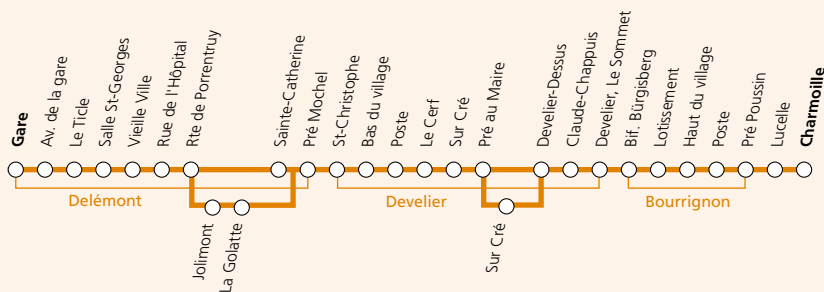 Gare
Av. de la gare
Le Ticle
Salle St-Georges
Vieille Ville
Rue de l'Hôpital
Rte de Porrentruy
Sainte-Catherine
Pré Mochel
St-Christophe
Bas du village
Poste
Le Cerf
Sur Cré
Pré au Maire
Develier-Dessus
Claude-Chappuis
Develier, Le Sommet
Bif. Bürgisberg
Lotissement
Haut du village
Poste
Pré Poussin
Lucelle
Charmoille
Delémont
Develier
Bourrignon
Jolimont
La Golatte
Sur Cré